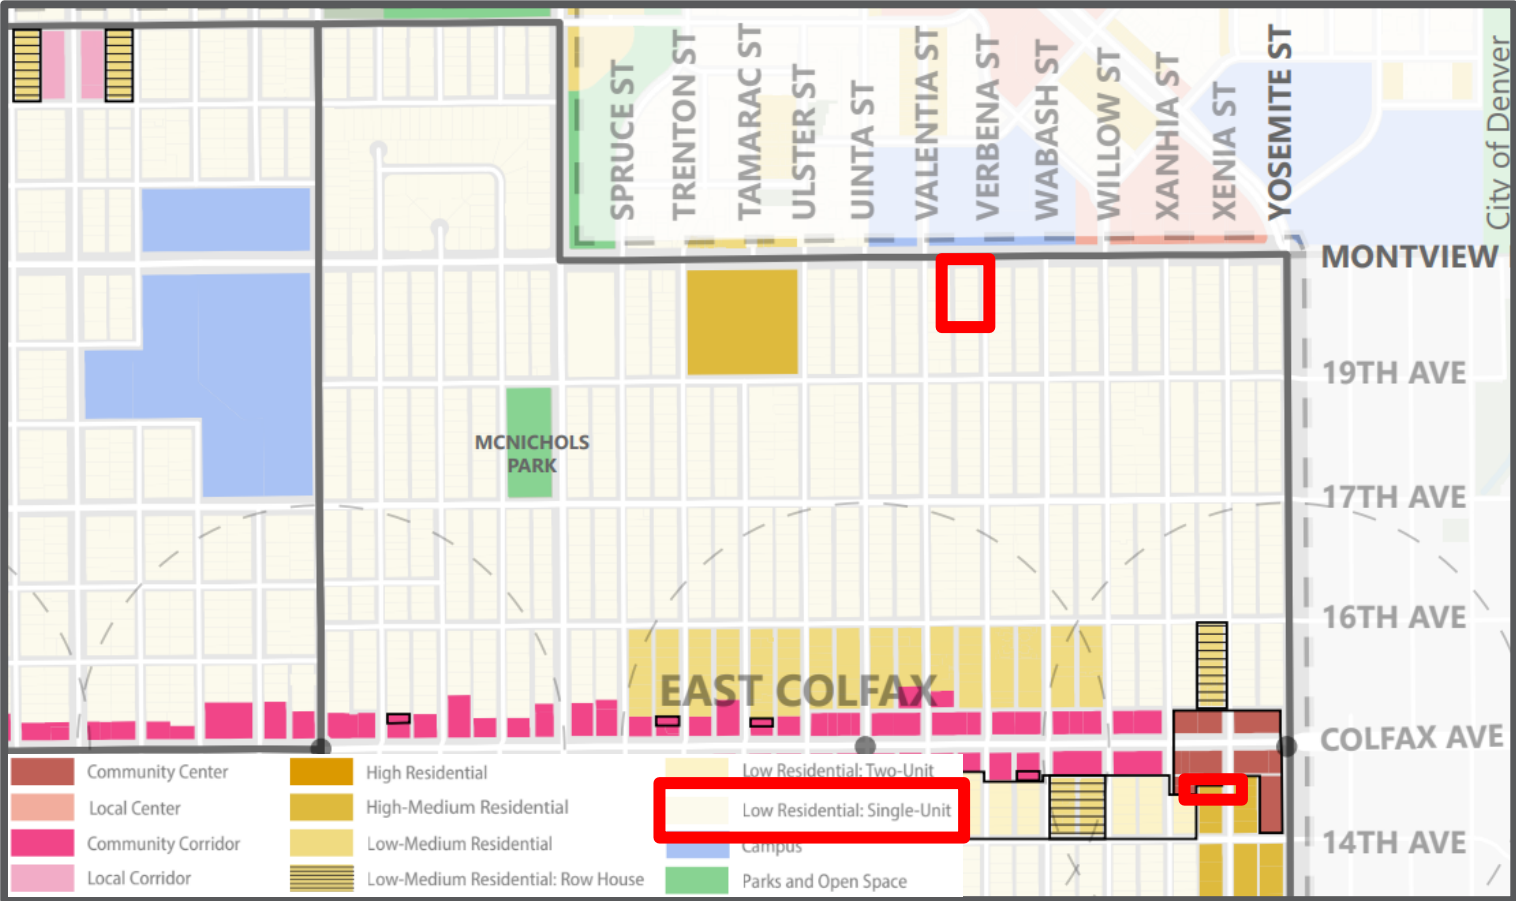 SPRUCE ST
TRENTON ST
TAMARAC ST
ULSTER ST
UINTA ST
VALENTIA ST
VERBENA ST
WABASH ST
WILLOW ST
XANHIA ST
XENIA ST
YOSEMITE ST
City of Denver
MONTVIEW
19TH AVE
MCNICHOLS
PARK
17TH AVE
16TH AVE
EAST COLFAX
COLFAX AVE
14TH AVE
Community Center
Local Center
Community Corridor
Local Corridor
High Residential
High-Medium Residential
Low-Medium Residential
Low-Medium Residential: Row House
Low Residential: Two-Unit
Low Residential: Single-Unit
Campus
Parks and Open Space